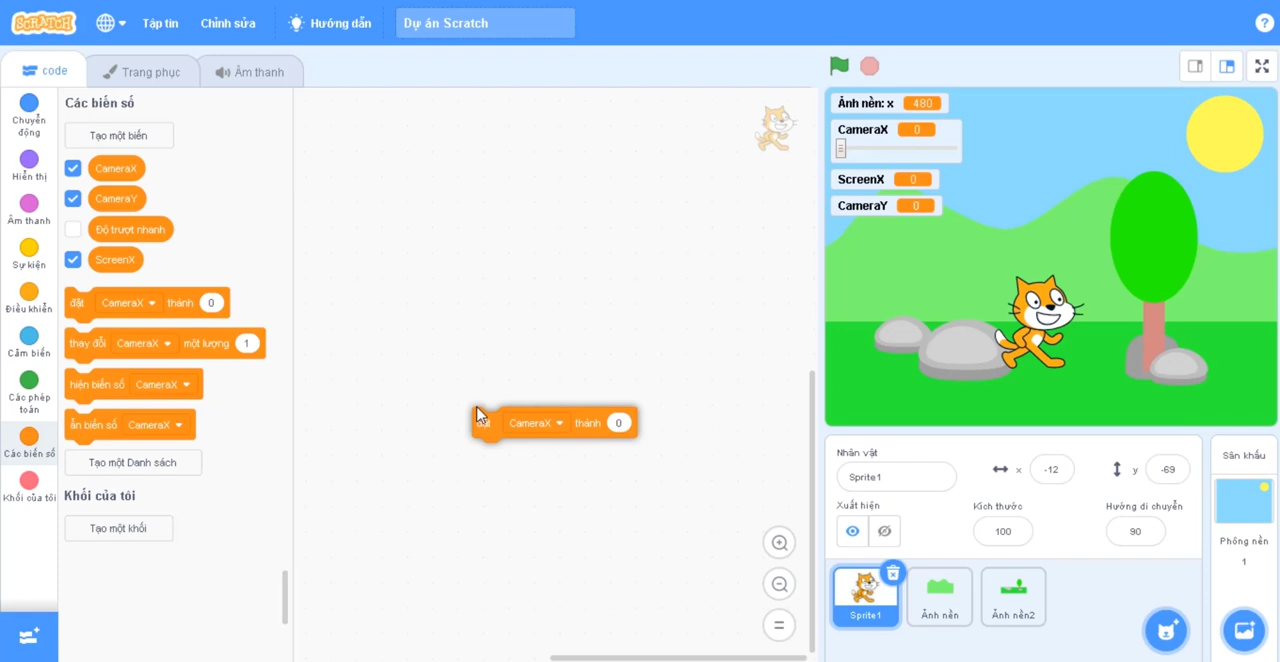 SCRATCH
Tập tin
Chỉnh sửa
Hướng dẫn
Dự án Scratch
?
code
Trang phục
Âm thanh
Chuyển động
Hiển thị
Âm thanh
Sự kiện
Điều khiển
Cảm biến
Các phép toán
Các biến số
Khối của tôi
Các biến số
Tạo một biến
CameraX
CameraY
Độ trượt nhanh
ScreenX
đặt CameraX thành 0
thay đổi CameraX một lượng 1
hiện biến số CameraX
ẩn biến số CameraX
Tạo một Danh sách
Khối của tôi
Tạo một khối
CameraX thành 0
Ảnh nền: x 480
CameraX 0
ScreenX 0
CameraY 0
Nhân vật
Sprite1
x -12
y -69
Xuất hiện
Kích thước
100
Hướng di chuyển
90
Sprite1
Ảnh nền
Ảnh nền2
Sân khấu
Phông nền
1